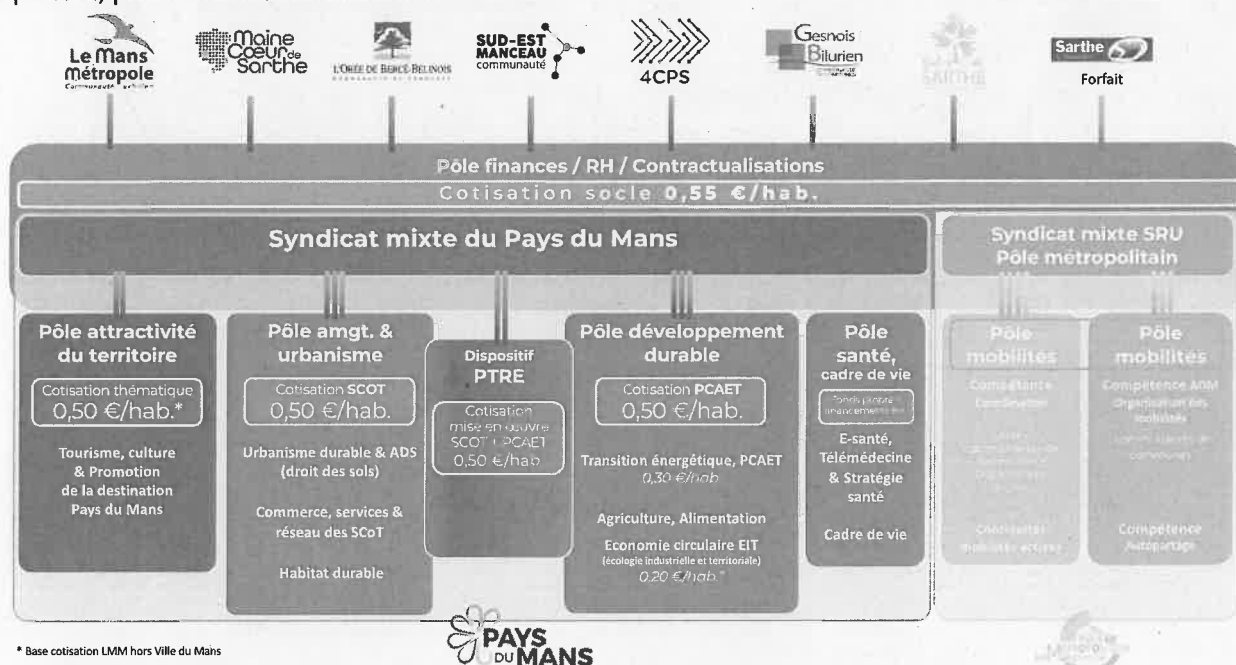 Le Mans
Métropole
Communauté urbaine
Maine
Cœur de
Sarthe
L'ORÉE DE BERCÉ-BELINOIS
SUD-EST
MANCEAU
communauté
4CPS
Gesnois
Bilurien
SARTHE
Sarthe
Forfait
Pôle finances / RH / Contractualisations
Cotisation socle 0,55 €/hab.
Syndicat mixte du Pays du Mans
Syndicat mixte SRU
Pôle métropolitain
Pôle attractivité
du territoire
Cotisation thématique
0,50 €/hab.*
Tourisme, culture
& Promotion
de la destination
Pays du Mans
Pôle amgt. &
urbanisme
Cotisation SCOT
0,50 €/hab.
Urbanisme durable & ADS
(droit des sols)
Commerce, services &
réseau des SCoT
Habitat durable
Dispositif
PTRE
Cotisation
mise en œuvre
SCOT + PCAET
0,50 €/hab
Pôle développement
durable
Cotisation PCAET
0,50 €/hab.
Transition énergétique, PCAET
0,30 €/hab
Agriculture, Alimentation
Economie circulaire EIT
(écologie industrielle et territoriale)
0,20 €/hab.*
Pôle
santé,
cadre de vie
E-santé,
Télémédecine
& Stratégie
santé
Cadre de vie
Pôle
mobilités
Compétence
Pôle
mobilités
Compétence AOM
Organisation des
mobilités
Compétence
Autopartage
* Base cotisation LMM hors Ville du Mans
PAYS
DU MANS